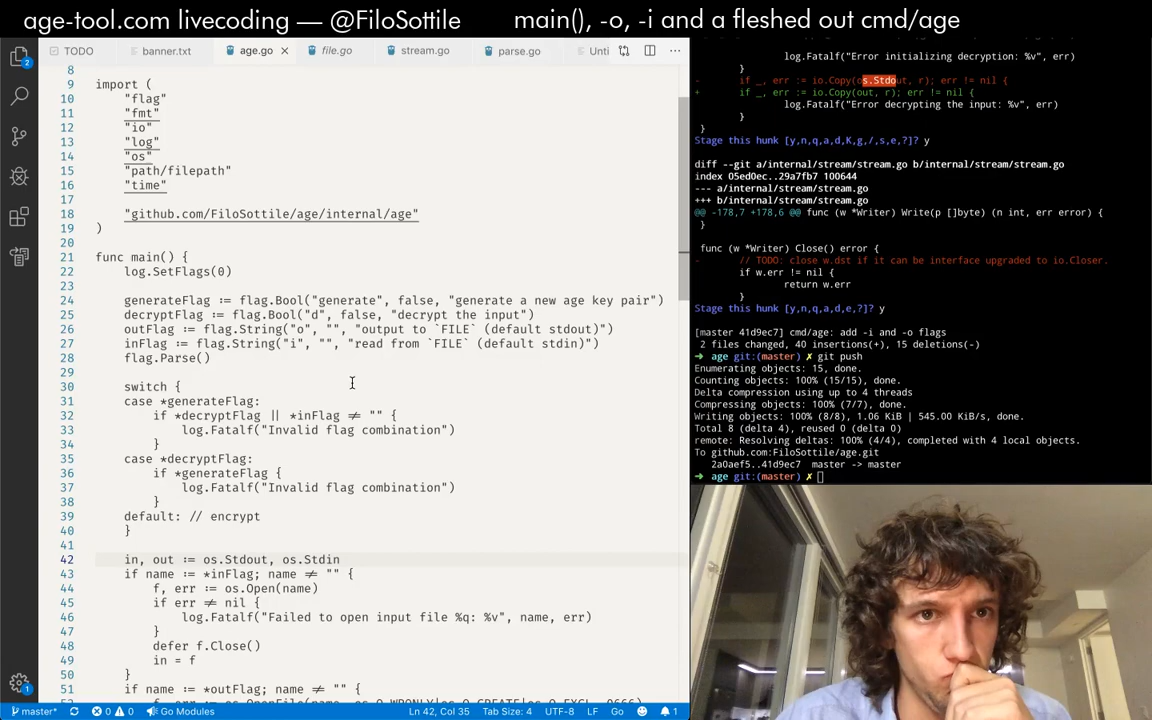 age-tool.com livecoding — @FiloSottile
main(), -o, -i and a fleshed out cmd/age
TODO
banner.txt
age.go
file.go
stream.go
parse.go
Unti
8
9 import (
10 "flag"
11 "fmt"
12 "io"
13 "log"
14 "os"
15 "path/filepath"
16 "time"
17
18 "github.com/FiloSottile/age/internal/age"
19 )
20
21 func main() {
22 log.SetFlags(0)
23
24 generateFlag := flag.Bool("generate", false, "generate a new age key pair")
25 decryptFlag := flag.Bool("d", false, "decrypt the input")
26 outFlag := flag.String("o", "", "output to `FILE` (default stdout)")
27 inFlag := flag.String("i", "", "read from `FILE` (default stdin)")
28 flag.Parse()
29
30 switch {
31 case *generateFlag:
32 if *decryptFlag || *inFlag ≠ "" {
33 log.Fatalf("Invalid flag combination")
34 }
35 case *decryptFlag:
36 if *generateFlag {
37 log.Fatalf("Invalid flag combination")
38 }
39 default: // encrypt
40 }
41
42 in, out := os.Stdout, os.Stdin
43 if name := *inFlag; name ≠ "" {
44 f, err := os.Open(name)
45 if err ≠ nil {
46 log.Fatalf("Failed to open input file %q: %v", name, err)
47 }
48 defer f.Close()
49 in = f
50 }
51 if name := *outFlag; name ≠ "" {
master*
0
0
Go Modules
Ln 42, Col 35
Tab Size: 4
UTF-8
LF
Go
1
2
1
log.Fatalf("Error initializing decryption: %v", err)
}
- if _, err := io.Copy(os.Stdout, r); err != nil {
+ if _, err := io.Copy(out, r); err != nil {
log.Fatalf("Error decrypting the input: %v", err)
}
}
Stage this hunk [y,n,q,a,d,K,g,/,s,e,?]? y
diff --git a/internal/stream/stream.go b/internal/stream/stream.go
index 05ed0ec..29a7fb7 100644
--- a/internal/stream/stream.go
+++ b/internal/stream/stream.go
@@ -178,7 +178,6 @@ func (w *Writer) Write(p []byte) (n int, err error) {
}
func (w *Writer) Close() error {
- // TODO: close w.dst if it can be interface upgraded to io.Closer.
if w.err != nil {
return w.err
}
Stage this hunk [y,n,q,a,d,e,?]? y
[master 41d9ec7] cmd/age: add -i and -o flags
2 files changed, 40 insertions(+), 15 deletions(-)
➜ age git:(master) ✗ git push
Enumerating objects: 15, done.
Counting objects: 100% (15/15), done.
Delta compression using up to 4 threads
Compressing objects: 100% (7/7), done.
Writing objects: 100% (8/8), 1.06 KiB | 545.00 KiB/s, done.
Total 8 (delta 4), reused 0 (delta 0)
remote: Resolving deltas: 100% (4/4), completed with 4 local objects.
To github.com:FiloSottile/age.git
2a0aef5..41d9ec7 master -> master
➜ age git:(master) ✗